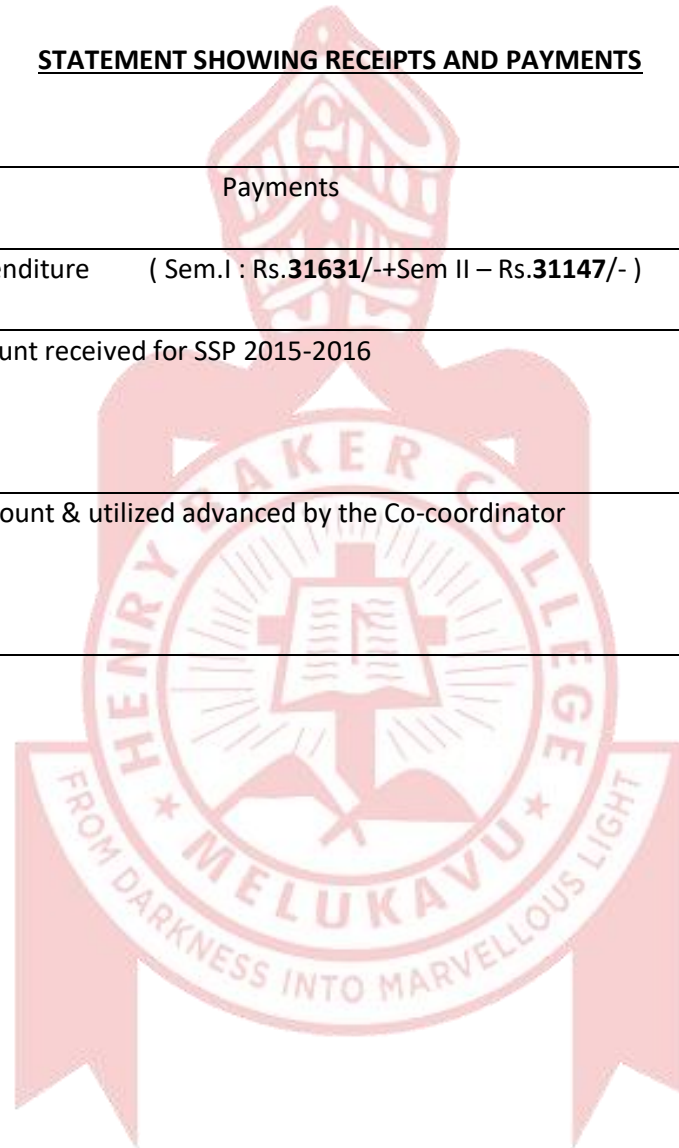 STATEMENT SHOWING RECEIPTS AND PAYMENTS
Payments
enditure ( Sem.I : Rs.31631/-+Sem II – Rs.31147/- )
unt received for SSP 2015-2016
ount & utilized advanced by the Co-coordinator
HENRY BAKER COLLEGE
MELUKAVU
FROM DARKNESS INTO MARVELLOUS LIGHT